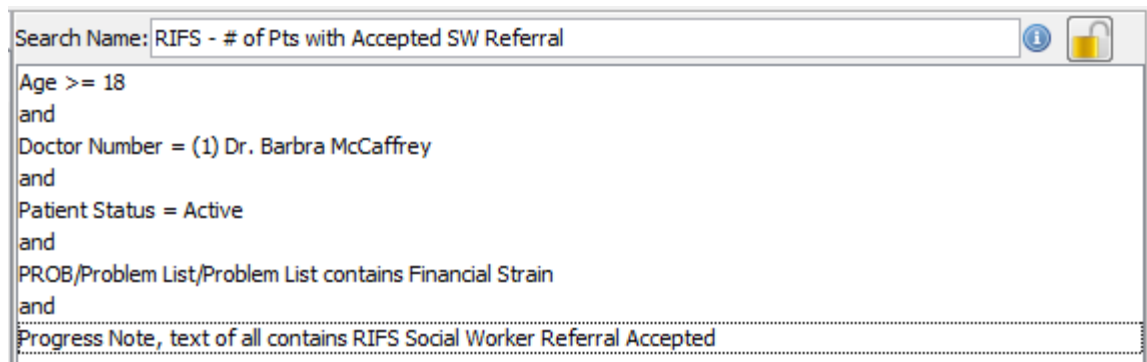 Search Name: RIFS - # of Pts with Accepted SW Referral
Age >= 18
and
Doctor Number = (1) Dr. Barbra McCaffrey
and
Patient Status = Active
and
PROB/Problem List/Problem List contains Financial Strain
and
Progress Note, text of all contains RIFS Social Worker Referral Accepted